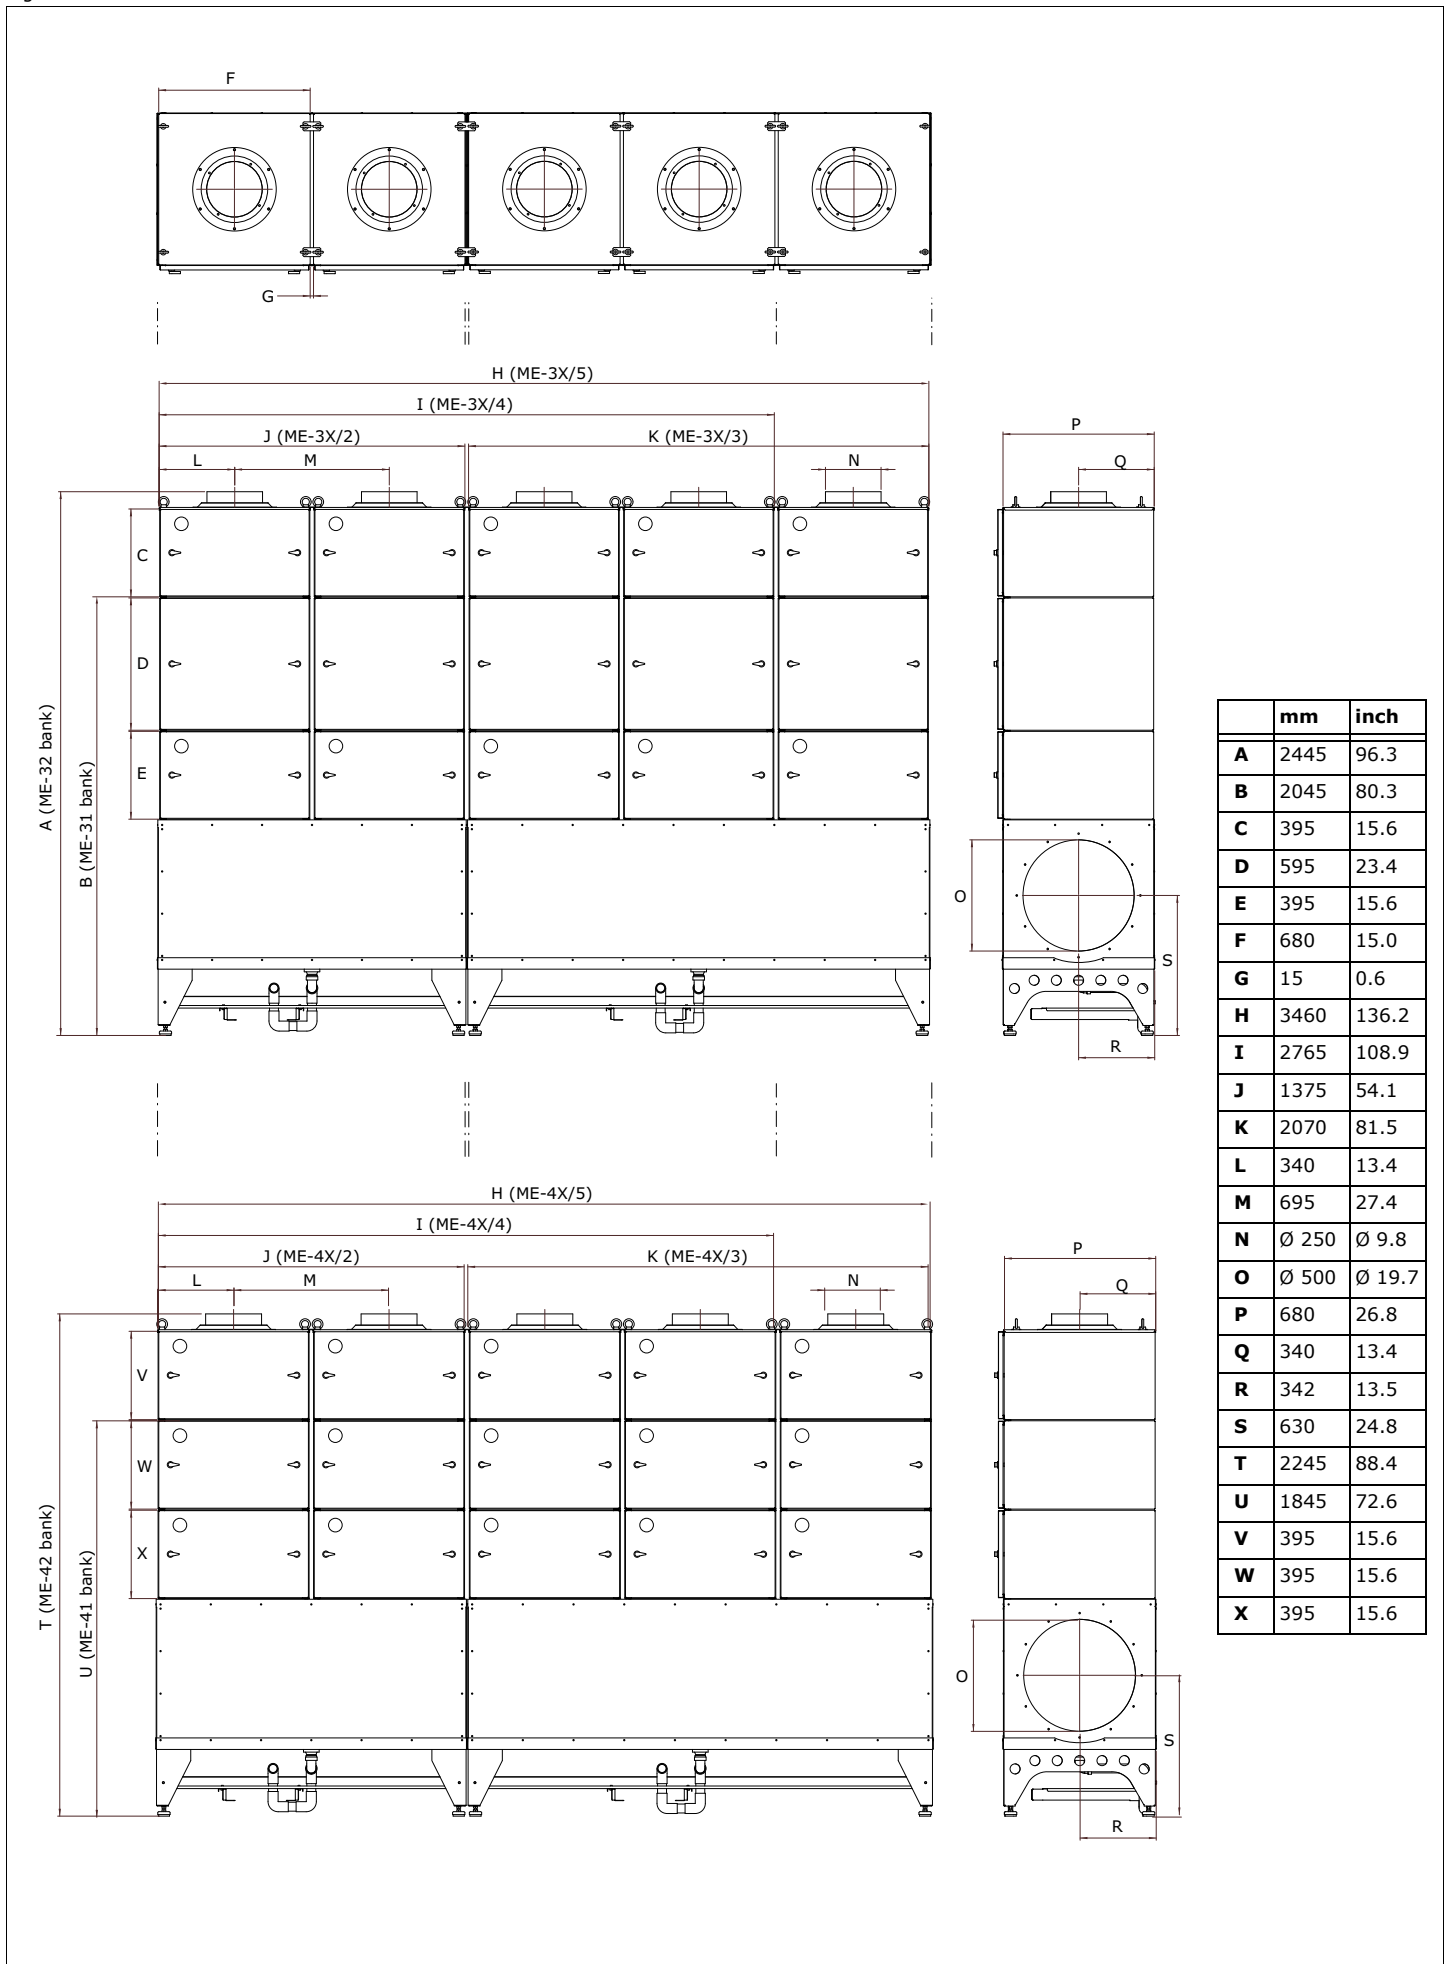 F
G
H (ME-3X/5)
I (ME-3X/4)
J (ME-3X/2) K (ME-3X/3)
L M N
P
Q
C
D
E
A (ME-32 bank)
B (ME-31 bank)
O
S
R
H (ME-4X/5)
I (ME-4X/4)
J (ME-4X/2) K (ME-4X/3)
L M N
P
Q
V
W
X
T (ME-42 bank)
U (ME-41 bank)
O
S
R
mm inch
A 2445 96.3
B 2045 80.3
C 395 15.6
D 595 23.4
E 395 15.6
F 680 15.0
G 15 0.6
H 3460 136.2
I 2765 108.9
J 1375 54.1
K 2070 81.5
L 340 13.4
M 695 27.4
N Ø 250 Ø 9.8
O Ø 500 Ø 19.7
P 680 26.8
Q 340 13.4
R 342 13.5
S 630 24.8
T 2245 88.4
U 1845 72.6
V 395 15.6
W 395 15.6
X 395 15.6